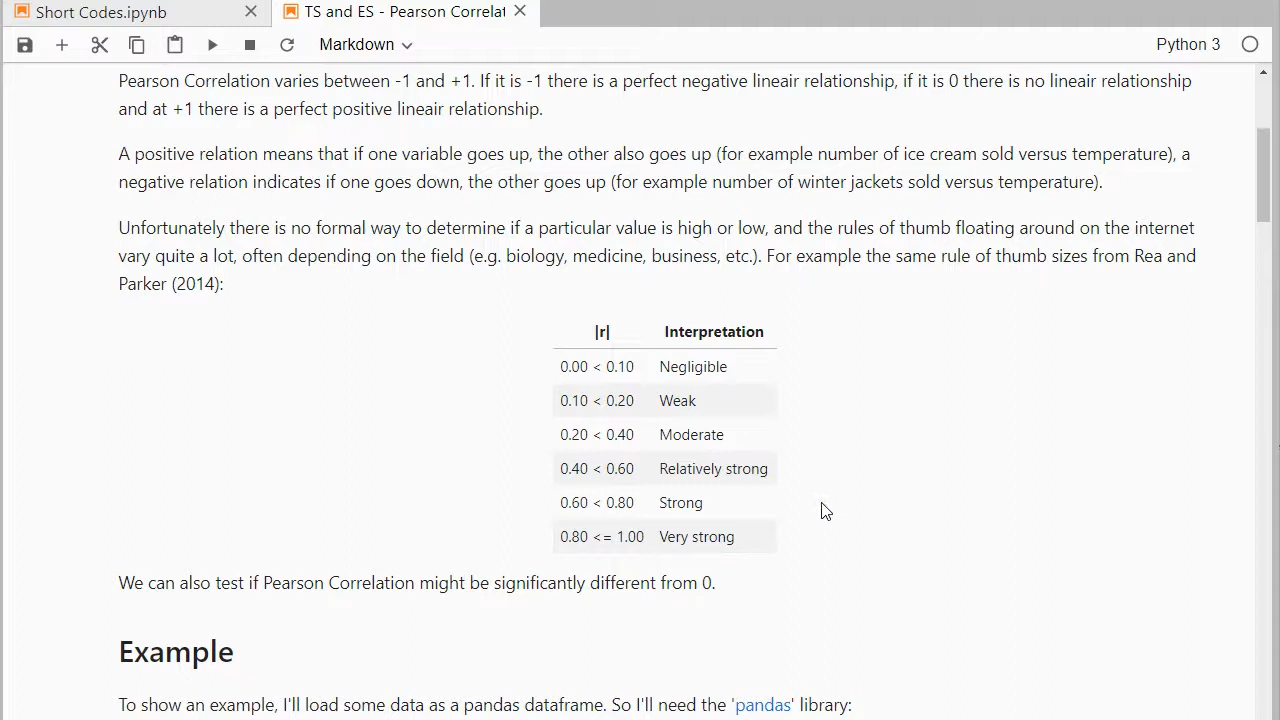 Short Codes.ipynb
TS and ES - Pearson Correlat
Markdown
Python 3
Pearson Correlation varies between -1 and +1. If it is -1 there is a perfect negative lineair relationship, if it is 0 there is no lineair relationship
and at +1 there is a perfect positive lineair relationship.
A positive relation means that if one variable goes up, the other also goes up (for example number of ice cream sold versus temperature), a
negative relation indicates if one goes down, the other goes up (for example number of winter jackets sold versus temperature).
Unfortunately there is no formal way to determine if a particular value is high or low, and the rules of thumb floating around on the internet
vary quite a lot, often depending on the field (e.g. biology, medicine, business, etc.). For example the same rule of thumb sizes from Rea and
Parker (2014):
|r| Interpretation
0.00 < 0.10 Negligible
0.10 < 0.20 Weak
0.20 < 0.40 Moderate
0.40 < 0.60 Relatively strong
0.60 < 0.80 Strong
0.80 <= 1.00 Very strong
We can also test if Pearson Correlation might be significantly different from 0.
Example
To show an example, I'll load some data as a pandas dataframe. So I'll need the 'pandas' library: